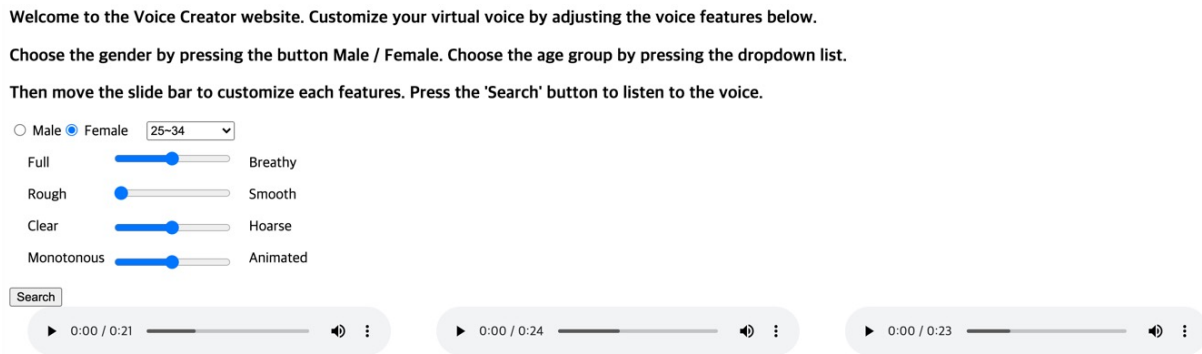 Welcome to the Voice Creator website. Customize your virtual voice by adjusting the voice features below.
Choose the gender by pressing the button Male / Female. Choose the age group by pressing the dropdown list.
Then move the slide bar to customize each features. Press the 'Search' button to listen to the voice.
Male Female 25~34
Full Breathy
Rough Smooth
Clear Hoarse
Monotonous Animated
Search
0:00 / 0:21 0:00 / 0:24 0:00 / 0:23